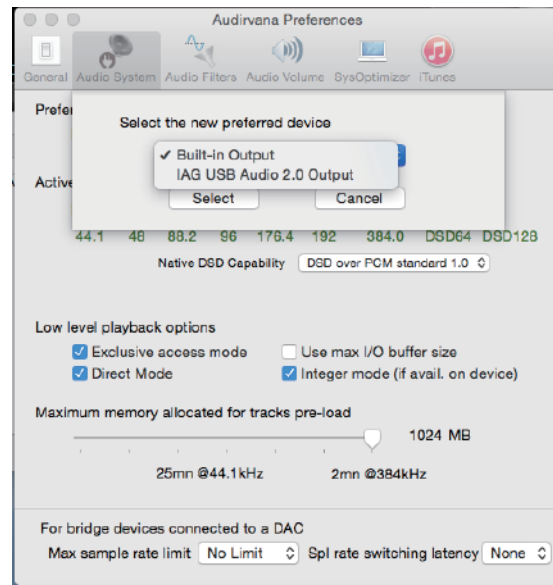 Audirvana Preferences
General Audio System Audio Filters Audio Volume SysOptimizer iTunes
Prefe
Select the new preferred device
✓ Built-in Output
IAG USB Audio 2.0 Output
Active
Select Cancel
44.1 48 88.2 96 176.4 192 384.0 DSD64 DSD128
Native DSD Capability DSD over PCM standard 1.0
Low level playback options
Exclusive access mode Use max I/O buffer size
Direct Mode Integer mode (if avail. on device)
Maximum memory allocated for tracks pre-load
1024 MB
25mn @44.1kHz 2mn @384kHz
For bridge devices connected to a DAC
Max sample rate limit No Limit Spl rate switching latency None